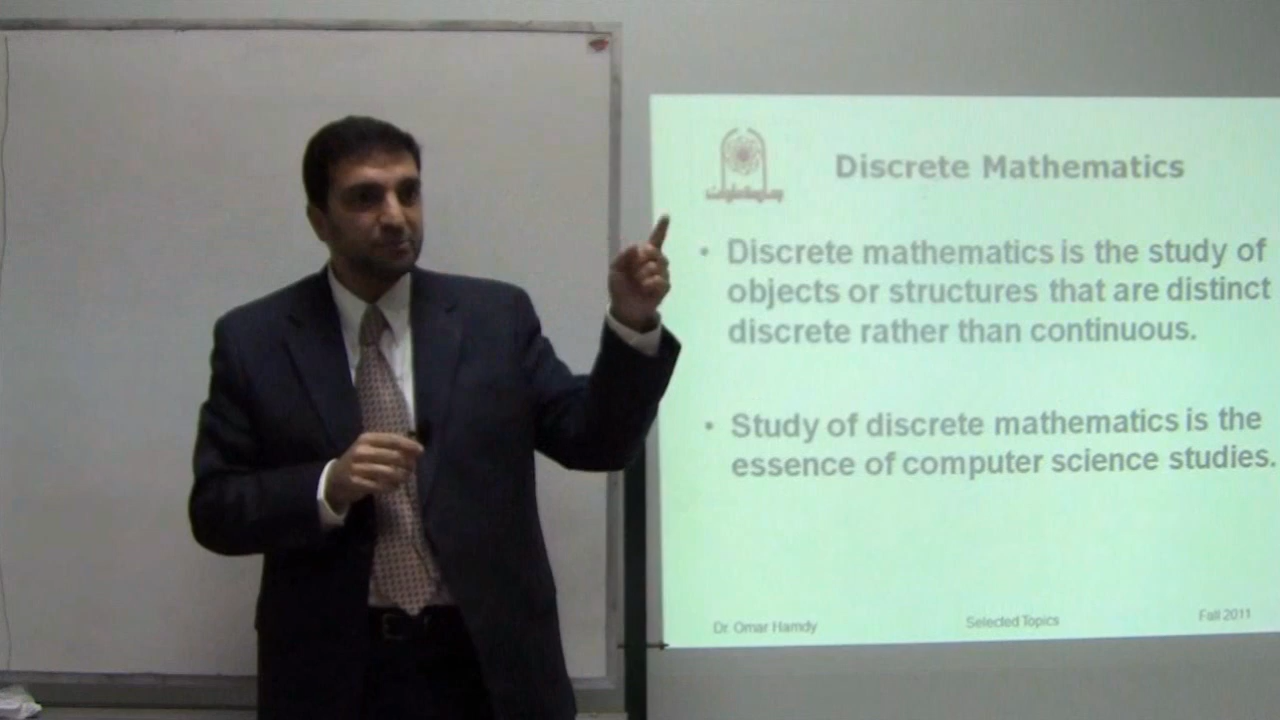 Discrete Mathematics
• Discrete mathematics is the study of
objects or structures that are distinct
discrete rather than continuous.
• Study of discrete mathematics is the
essence of computer science studies.
Dr. Omar Hamdy Selected Topics Fall 2011